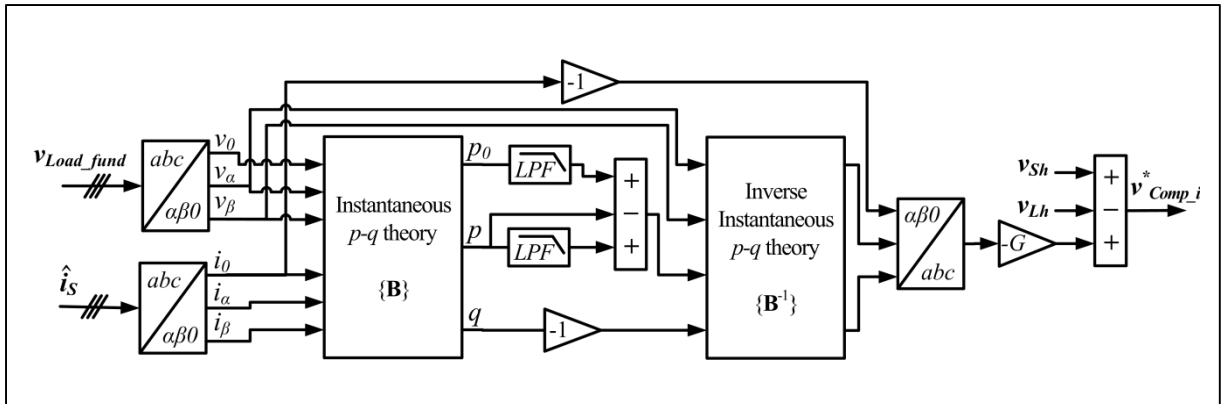 -1
v_Load_fund
abc
αβ0
v_0
v_α
v_β
î_S
abc
αβ0
i_0
i_α
i_β
Instantaneous
p-q theory
{B}
p_0
p
q
LPF
LPF
+
−
+
-1
Inverse
Instantaneous
p-q theory
{B^-1}
αβ0
abc
-G
v_Sh
v_Lh
+
−
+
v^*_Comp_i